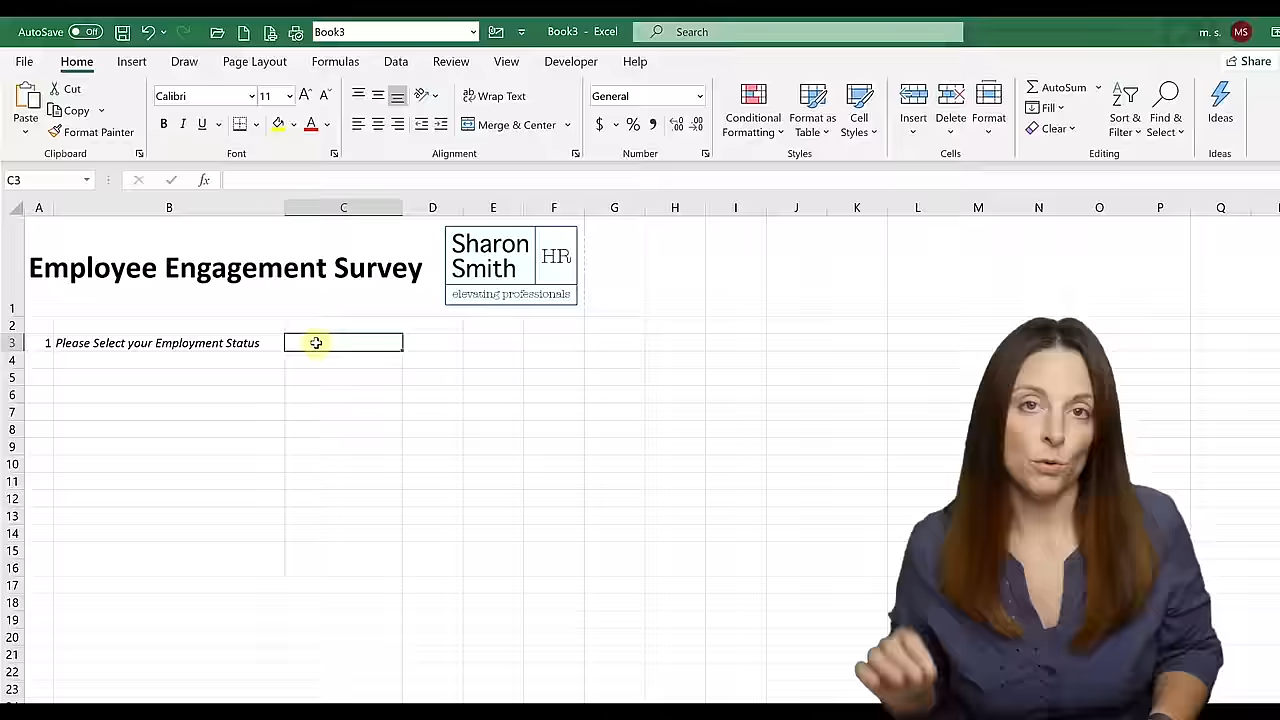 AutoSave Off Book3 Book3 - Excel Search m. s. MS
File Home Insert Draw Page Layout Formulas Data Review View Developer Help Share
Cut
Copy
Format Painter
Paste
Clipboard
Calibri 11
B I U
Font
Wrap Text
Merge & Center
Alignment
General
$ % 9
Number
Conditional Formatting
Format as Table
Cell Styles
Styles
Insert Delete Format
Cells
AutoSum
Fill
Clear
Sort & Filter
Find & Select
Editing
Ideas
Ideas
C3 fx
A B C D E F G H I J K L M N O P Q
Employee Engagement Survey
Sharon
Smith
HR
elevating professionals
1
2
3 1 Please Select your Employment Status
4
5
6
7
8
9
10
11
12
13
14
15
16
17
18
19
20
21
22
23